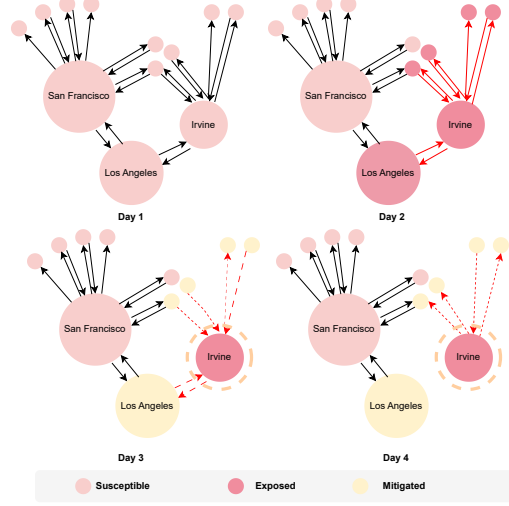 San Francisco
Irvine
Los Angeles
Day 1
San Francisco
Irvine
Los Angeles
Day 2
San Francisco
Irvine
Los Angeles
Day 3
San Francisco
Irvine
Los Angeles
Day 4
Susceptible Exposed Mitigated